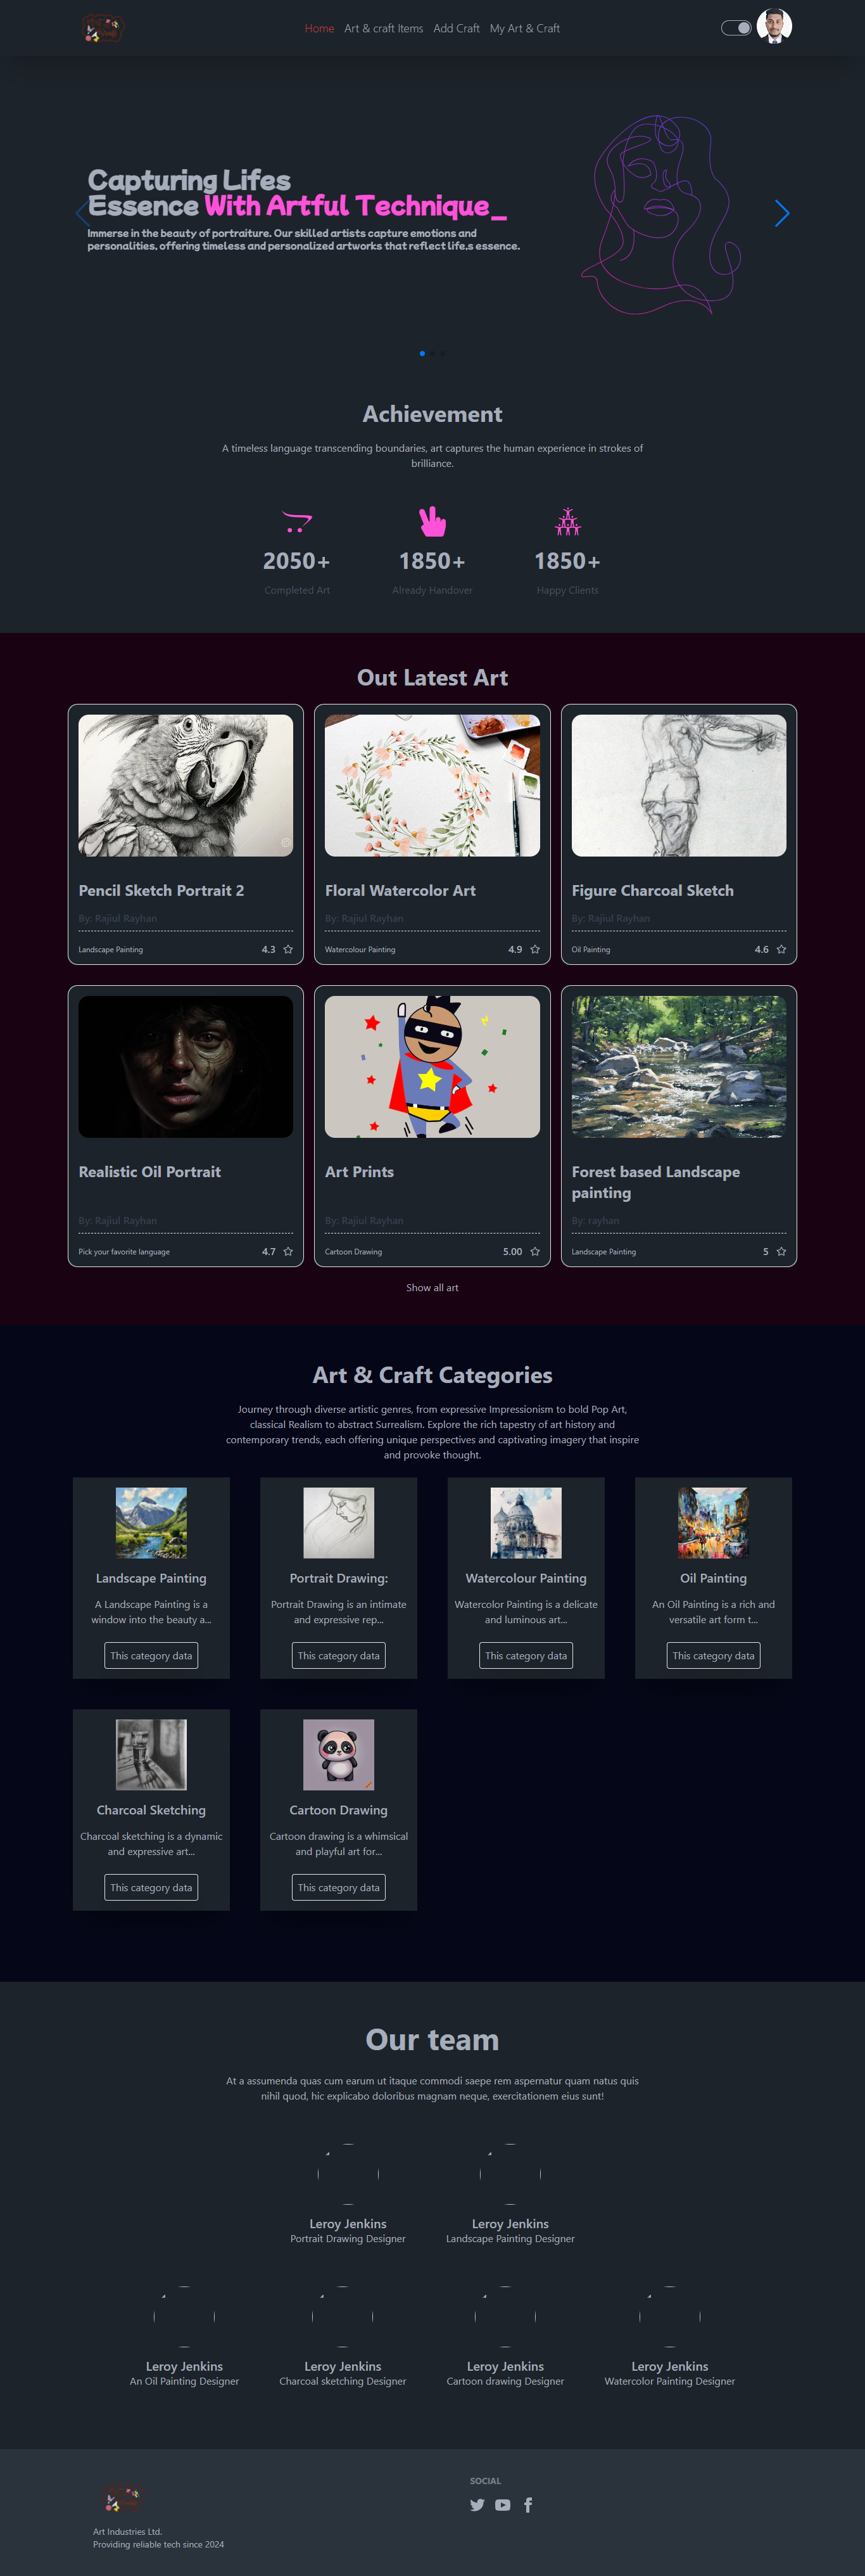 Home Art & craft Items Add Craft My Art & Craft
Capturing Lifes
Essence With Artful Technique_
Immerse in the beauty of portraiture. Our skilled artists capture emotions and
personalities, offering timeless and personalized artworks that reflect life,s essence.
Achievement
A timeless language transcending boundaries, art captures the human experience in strokes of
brilliance.
2050+ 1850+ 1850+
Completed Art Already Handover Happy Clients
Out Latest Art
Pencil Sketch Portrait 2
By: Rajiul Rayhan
Landscape Painting 4.3
Floral Watercolor Art
By: Rajiul Rayhan
Watercolour Painting 4.9
Figure Charcoal Sketch
By: Rajiul Rayhan
Oil Painting 4.6
Realistic Oil Portrait
By: Rajiul Rayhan
Pick your favorite language 4.7
Art Prints
By: Rajiul Rayhan
Cartoon Drawing 5.00
Forest based Landscape
painting
By: rayhan
Landscape Painting 5
Show all art
Art & Craft Categories
Journey through diverse artistic genres, from expressive Impressionism to bold Pop Art,
classical Realism to abstract Surrealism. Explore the rich tapestry of art history and
contemporary trends, each offering unique perspectives and captivating imagery that inspire
and provoke thought.
Landscape Painting
A Landscape Painting is a
window into the beauty a...
This category data
Portrait Drawing:
Portrait Drawing is an intimate
and expressive rep...
This category data
Watercolour Painting
Watercolor Painting is a delicate
and luminous art...
This category data
Oil Painting
An Oil Painting is a rich and
versatile art form t...
This category data
Charcoal Sketching
Charcoal sketching is a dynamic
and expressive art...
This category data
Cartoon Drawing
Cartoon drawing is a whimsical
and playful art for...
This category data
Our team
At a assumenda quas cum earum ut itaque commodi saepe rem aspernatur quam natus quis
nihil quod, hic explicabo doloribus magnam neque, exercitationem eius sunt!
Leroy Jenkins
Portrait Drawing Designer
Leroy Jenkins
Landscape Painting Designer
Leroy Jenkins
An Oil Painting Designer
Leroy Jenkins
Charcoal sketching Designer
Leroy Jenkins
Cartoon drawing Designer
Leroy Jenkins
Watercolor Painting Designer
Art Industries Ltd.
Providing reliable tech since 2024
SOCIAL